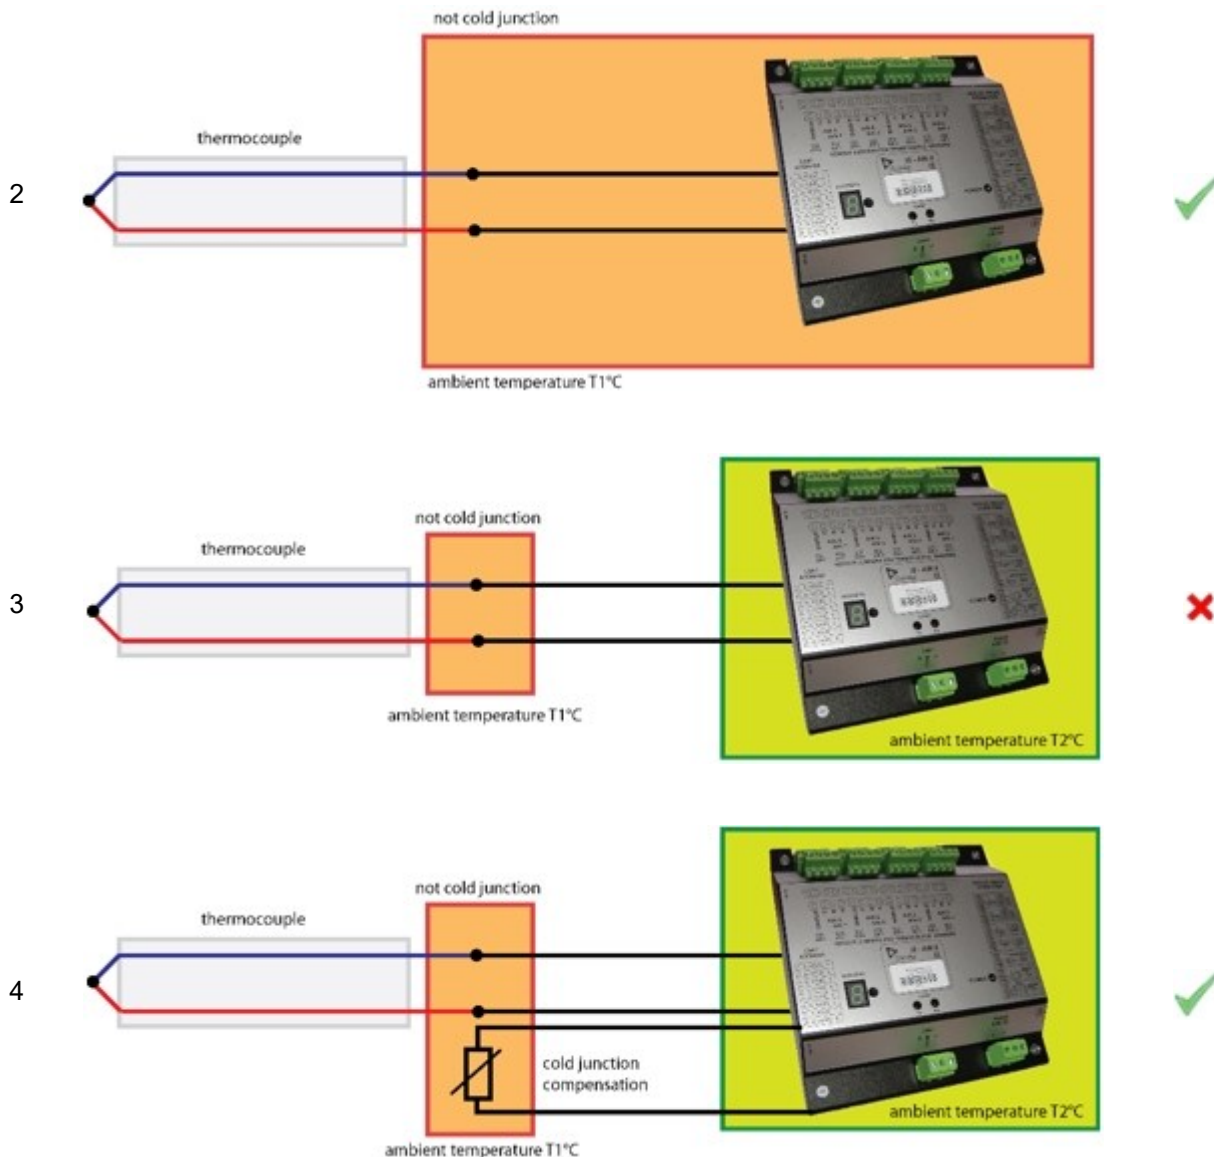 not cold junction
thermocouple
2
ambient temperature T1°C
not cold junction
thermocouple
3
ambient temperature T1°C
ambient temperature T2°C
not cold junction
thermocouple
4
cold junction
compensation
ambient temperature T2°C
ambient temperature T1°C